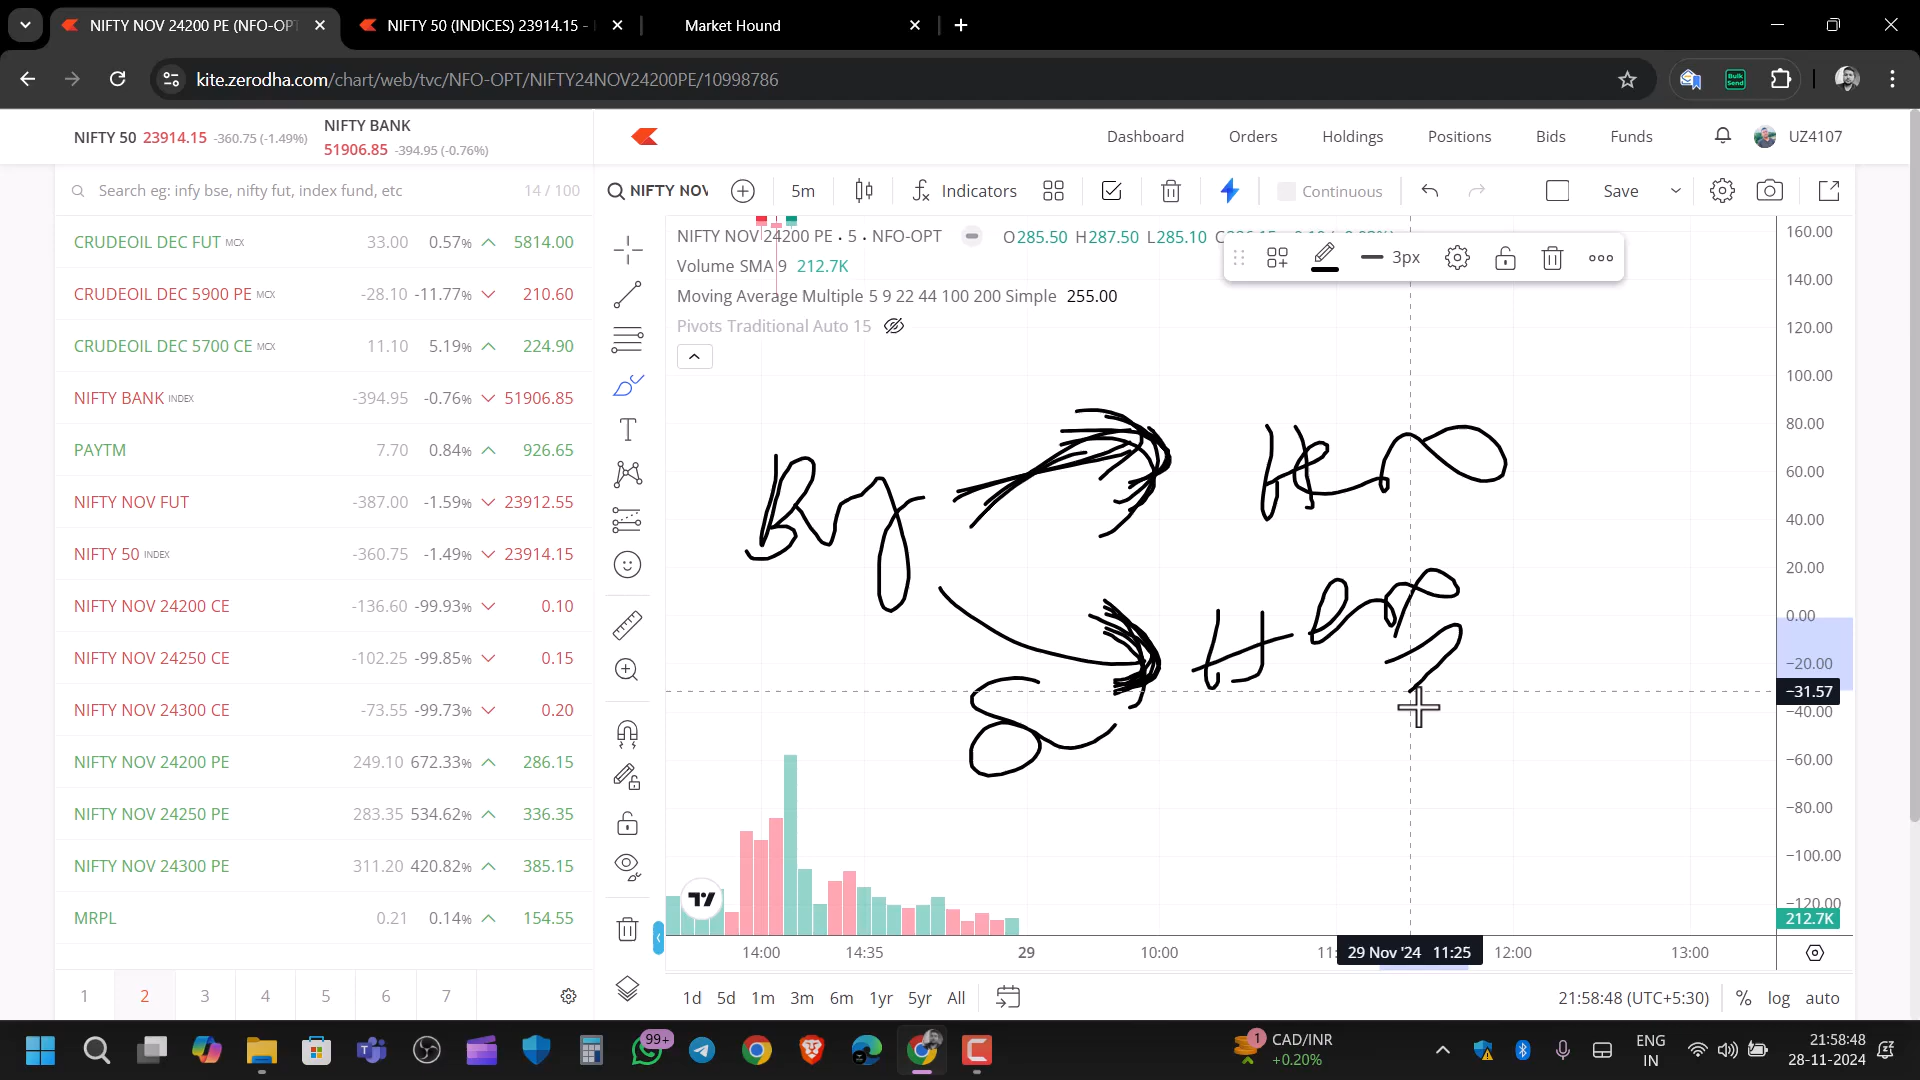 NIFTY NOV 24200 PE (NFO-OPT
NIFTY 50 (INDICES) 23914.15 -
Market Hound
kite.zerodha.com/chart/web/tvc/NFO-OPT/NIFTY24NOV24200PE/10998786
Bulk Send
NIFTY 50 23914.15 -360.75 (-1.49%)
NIFTY BANK
51906.85 -394.95 (-0.76%)
Dashboard Orders Holdings Positions Bids Funds UZ4107
Search eg: infy bse, nifty fut, index fund, etc 14 / 100
NIFTY NOV 5m Indicators Continuous Save
CRUDEOIL DEC FUT MCX 33.00 0.57% 5814.00
CRUDEOIL DEC 5900 PE MCX -28.10 -11.77% 210.60
CRUDEOIL DEC 5700 CE MCX 11.10 5.19% 224.90
NIFTY BANK INDEX -394.95 -0.76% 51906.85
PAYTM 7.70 0.84% 926.65
NIFTY NOV FUT -387.00 -1.59% 23912.55
NIFTY 50 INDEX -360.75 -1.49% 23914.15
NIFTY NOV 24200 CE -136.60 -99.93% 0.10
NIFTY NOV 24250 CE -102.25 -99.85% 0.15
NIFTY NOV 24300 CE -73.55 -99.73% 0.20
NIFTY NOV 24200 PE 249.10 672.33% 286.15
NIFTY NOV 24250 PE 283.35 534.62% 336.35
NIFTY NOV 24300 PE 311.20 420.82% 385.15
MRPL 0.21 0.14% 154.55
1 2 3 4 5 6 7
NIFTY NOV 24200 PE · 5 · NFO-OPT O285.50 H287.50 L285.10
3px
Volume SMA 9 212.7K
Moving Average Multiple 5 9 22 44 100 200 Simple 255.00
Pivots Traditional Auto 15
160.00
140.00
120.00
100.00
80.00
60.00
40.00
20.00
0.00
−20.00
−31.57
−40.00
−60.00
−80.00
−100.00
−120.00
212.7K
14:00 14:35 29 10:00 29 Nov '24 11:25 12:00 13:00
1d 5d 1m 3m 6m 1yr 5yr All 21:58:48 (UTC+5:30) % log auto
99+
1
CAD/INR
+0.20%
ENG
IN
21:58:48
28-11-2024